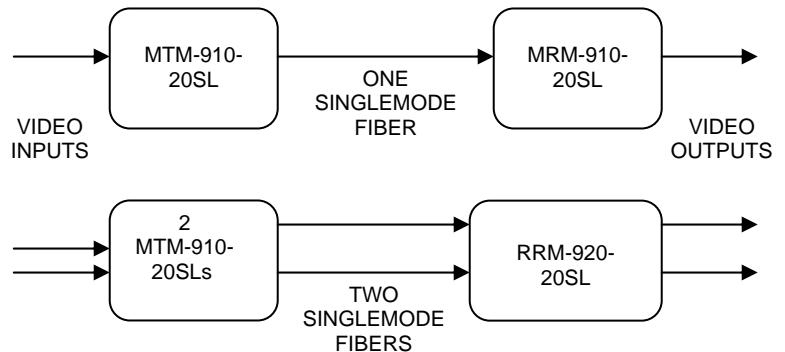 MTM-910-
20SL
MRM-910-
20SL
ONE
SINGLEMODE
FIBER
VIDEO
INPUTS
VIDEO
OUTPUTS
2
MTM-910-
20SLs
RRM-920-
20SL
TWO
SINGLEMODE
FIBERS